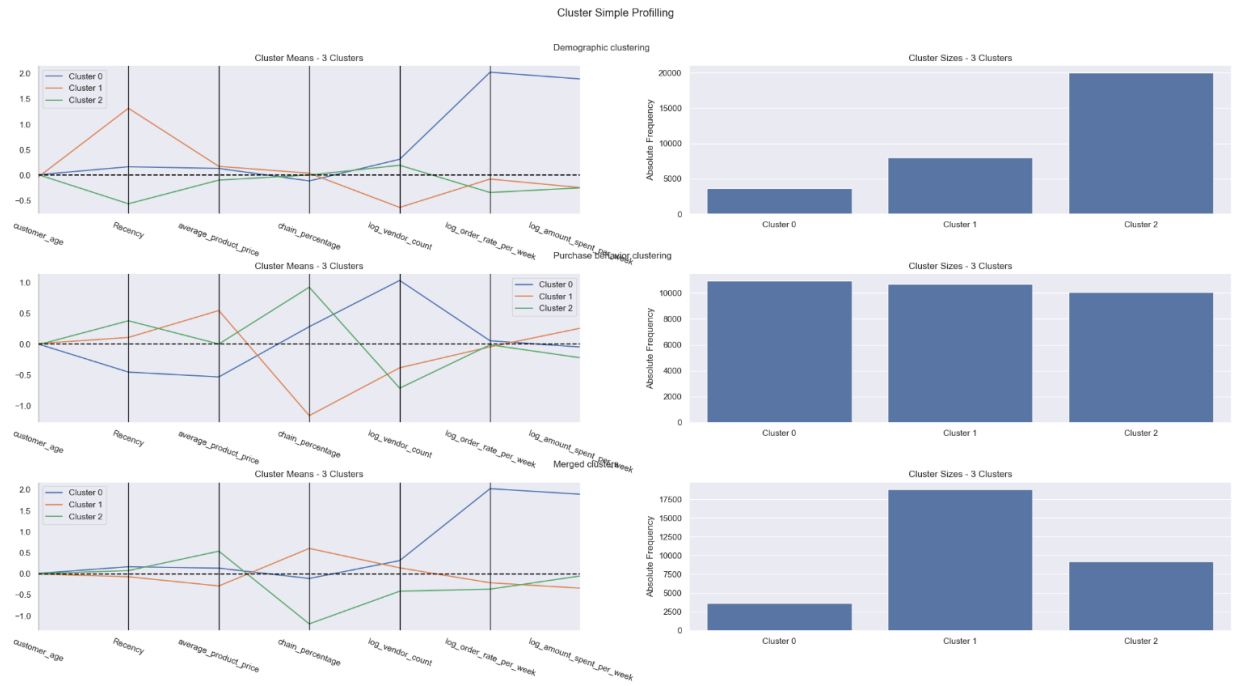 Cluster Simple Profilling
Demographic clustering
Cluster Means - 3 Clusters
Cluster 0
Cluster 1
Cluster 2
2.0
1.5
1.0
0.5
0.0
−0.5
customer_age
Recency
average_product_price
chain_percentage
log_vendor_count
log_order_rate_per_week
log_amount_spent_per_week
Cluster Sizes - 3 Clusters
Absolute Frequency
20000
15000
10000
5000
0
Cluster 0
Cluster 1
Cluster 2
Purchase behavior clustering
Cluster Means - 3 Clusters
Cluster 0
Cluster 1
Cluster 2
1.0
0.5
0.0
−0.5
−1.0
customer_age
Recency
average_product_price
chain_percentage
log_vendor_count
log_order_rate_per_week
log_amount_spent_per_week
Cluster Sizes - 3 Clusters
Absolute Frequency
10000
8000
6000
4000
2000
0
Cluster 0
Cluster 1
Cluster 2
Merged clusters
Cluster Means - 3 Clusters
Cluster 0
Cluster 1
Cluster 2
2.0
1.5
1.0
0.5
0.0
−0.5
−1.0
customer_age
Recency
average_product_price
chain_percentage
log_vendor_count
log_order_rate_per_week
log_amount_spent_per_week
Cluster Sizes - 3 Clusters
Absolute Frequency
17500
15000
12500
10000
7500
5000
2500
0
Cluster 0
Cluster 1
Cluster 2